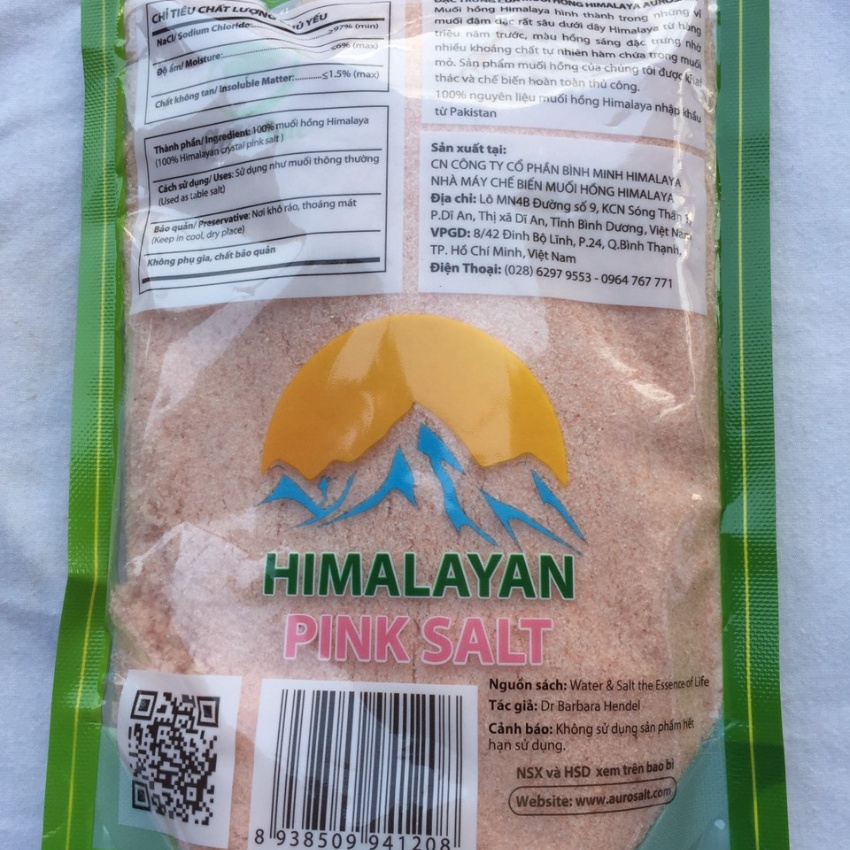 CHỈ TIÊU CHẤT LƯỢNG CHỦ YẾU
NaCl/ Sodium Chloride: ≥97% (min)
Độ ẩm/ Moisture: ≤6% (max)
Chất không tan/ Insoluble Matter:............≤1.5% (max)
Thành phần/ Ingredient: 100% muối hồng Himalaya
(100% Himalayan crystal pink salt )
Cách sử dụng/ Uses: Sử dụng như muối thông thường
(Used as table salt)
Bảo quản/ Preservative: Nơi khô ráo, thoáng mát
(Keep in cool, dry place)
Không phụ gia, chất bảo quản
ĐẶC TRƯNG CỦA MUỐI HỒNG HIMALAYA
Muối hồng Himalaya hình thành trong những vỉ
muối đậm đặc rất sâu dưới dãy Himalaya từ hàng
triệu năm trước, màu hồng sáng đặc trưng nhờ
nhiều khoáng chất tự nhiên hàm chứa trong muối
mỏ. Sản phẩm muối hồng của chúng tôi được khai
thác và chế biến hoàn toàn thủ công.
100% nguyên liệu muối hồng Himalaya nhập khẩu
từ Pakistan
Sản xuất tại:
CN CÔNG TY CỔ PHẦN BÌNH MINH HIMALAYA
NHÀ MÁY CHẾ BIẾN MUỐI HỒNG HIMALAYA
Địa chỉ: Lô MN4B Đường số 9, KCN Sóng Thần 1,
P.Dĩ An, Thị xã Dĩ An, Tỉnh Bình Dương, Việt Nam
VPGD: 8/42 Đinh Bộ Lĩnh, P.24, Q.Bình Thạnh,
TP. Hồ Chí Minh, Việt Nam
Điện Thoại: (028) 6297 9553 - 0964 767 771
HIMALAYAN
PINK SALT
Nguồn sách: Water & Salt the Essence of Life
Tác giả: Dr Barbara Hendel
Cảnh báo: Không sử dụng sản phẩm hết
hạn sử dụng.
NSX và HSD xem trên bao bì
Website: www.aurosalt.com
8 938509 941208